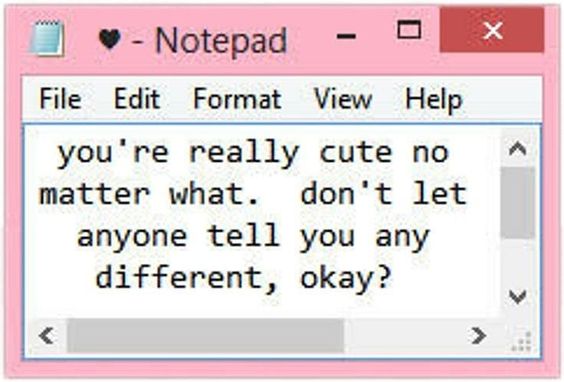 ♥ - Notepad
File Edit Format View Help
you're really cute no
matter what.  don't let
anyone tell you any
different, okay?